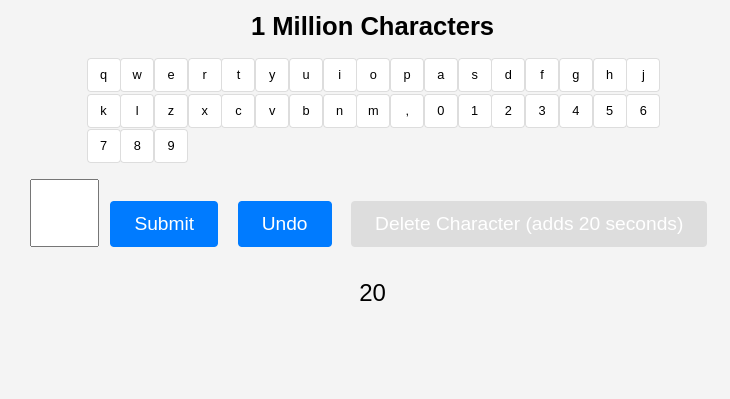 1 Million Characters
q w e r t y u i o p a s d f g h j
k l z x c v b n m , 0 1 2 3 4 5 6
7 8 9
Submit Undo Delete Character (adds 20 seconds)
20